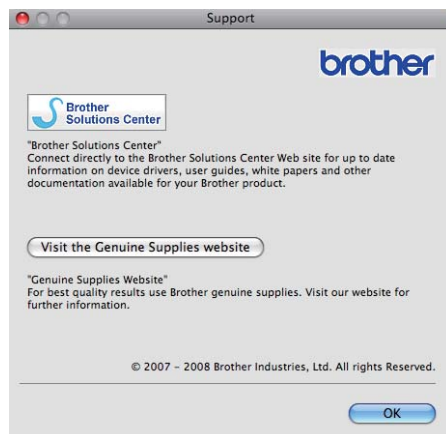 Support
brother
Brother
Solutions Center
"Brother Solutions Center"
Connect directly to the Brother Solutions Center Web site for up to date
information on device drivers, user guides, white papers and other
documentation available for your Brother product.
Visit the Genuine Supplies website
"Genuine Supplies Website"
For best quality results use Brother genuine supplies. Visit our website for
further information.
© 2007 – 2008 Brother Industries, Ltd. All rights Reserved.
OK